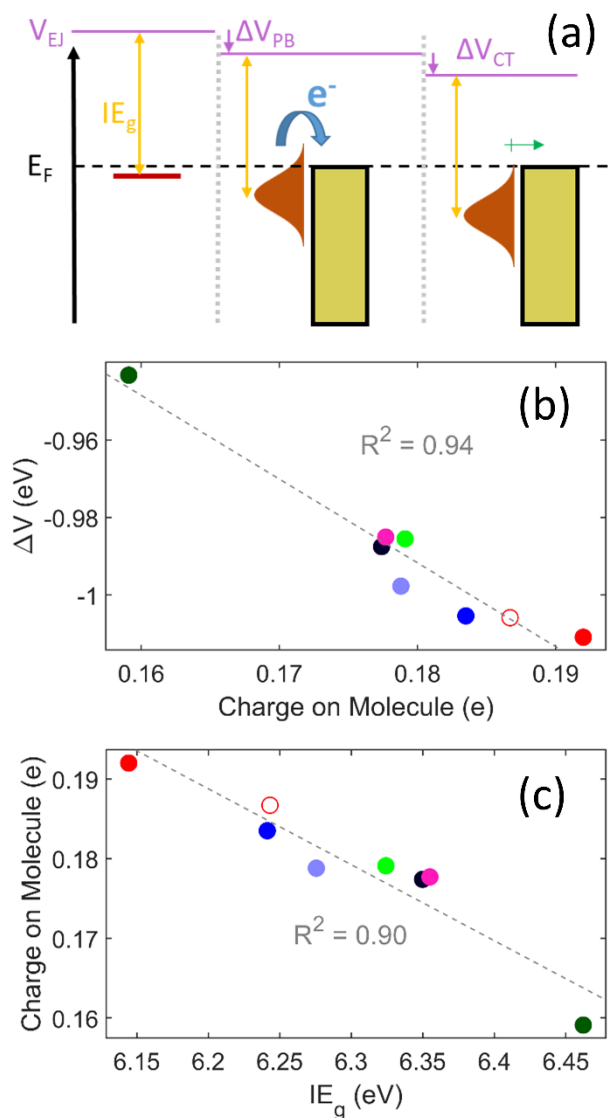 (a)
V_EJ
ΔV_PB
ΔV_CT
IE_g
e⁻
E_F
(b)
R² = 0.94
ΔV (eV)
-0.96
-0.98
-1
0.16
0.17
0.18
0.19
Charge on Molecule (e)
(c)
R² = 0.90
Charge on Molecule (e)
0.19
0.18
0.17
0.16
6.15
6.2
6.25
6.3
6.35
6.4
6.45
IE_g (eV)